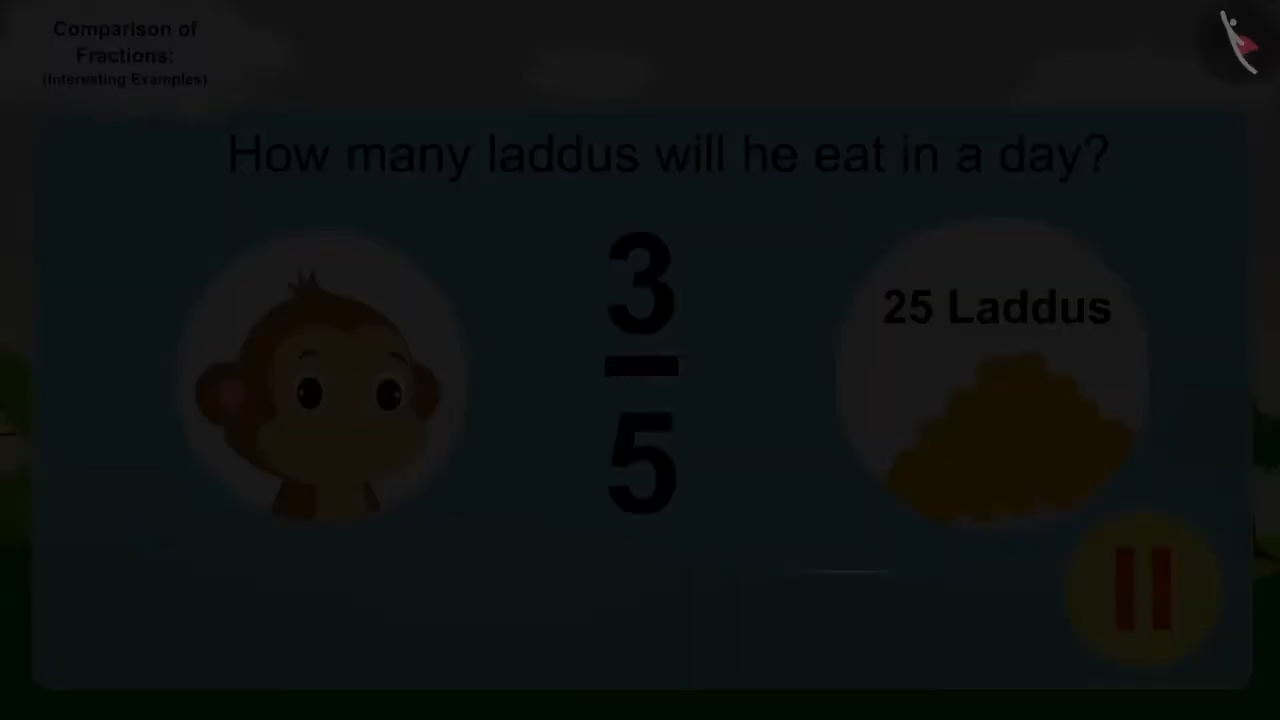 Comparison of
Fractions:
(Interesting Examples)
How many laddus will he eat in a day?
3
5
25 Laddus